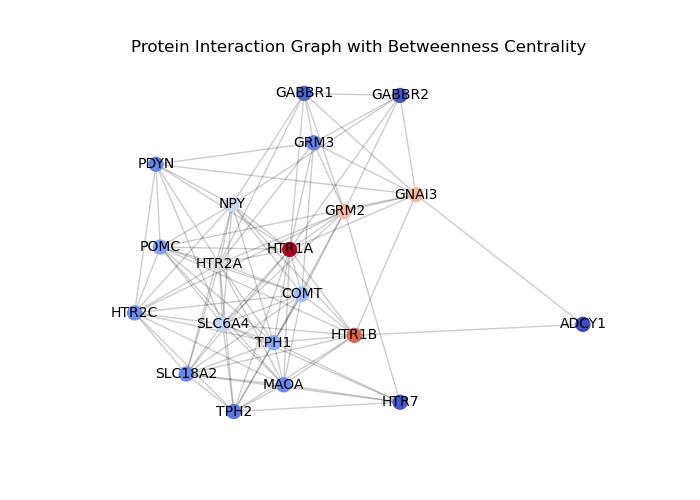 Protein Interaction Graph with Betweenness Centrality
GABBR1
GABBR2
GRM3
PDYN
GNAI3
NPY
GRM2
POMC
HTR1A
HTR2A
COMT
HTR2C
SLC6A4
ADCY1
HTR1B
TPH1
SLC18A2
MAOA
HTR7
TPH2